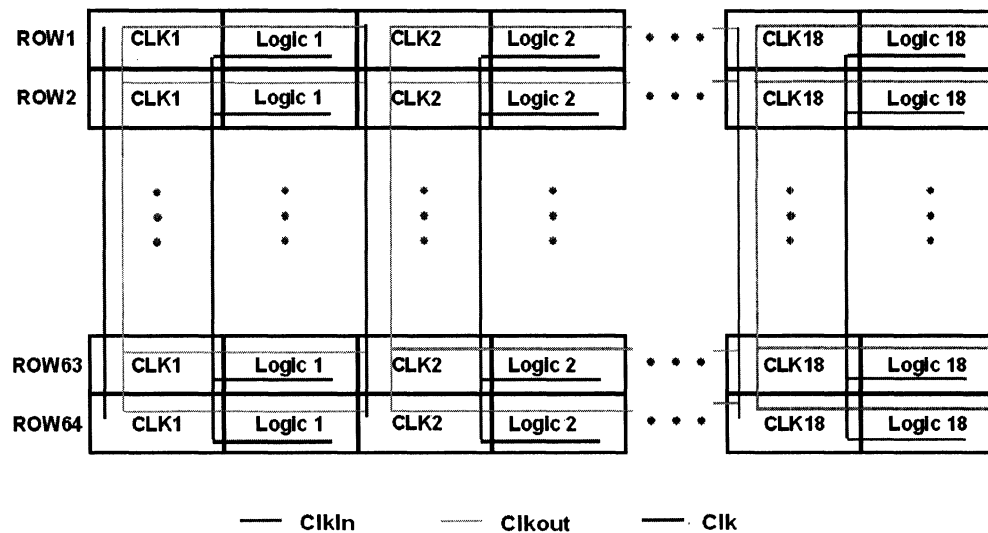 ROW1 CLK1 Logic 1 CLK2 Logic 2 • • • CLK18 Logic 18
ROW2 CLK1 Logic 1 CLK2 Logic 2 • • • CLK18 Logic 18
ROW63 CLK1 Logic 1 CLK2 Logic 2 • • • CLK18 Logic 18
ROW64 CLK1 Logic 1 CLK2 Logic 2 • • • CLK18 Logic 18
ClkIn Clkout Clk